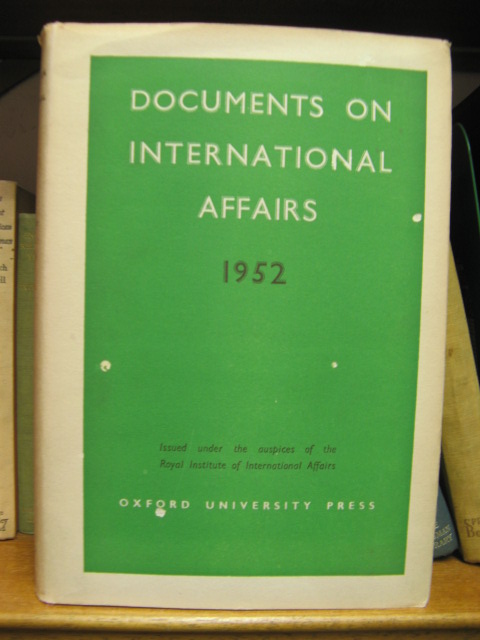 DOCUMENTS ON
INTERNATIONAL
AFFAIRS
1952
Issued under the auspices of the
Royal Institute of International Affairs
OXFORD UNIVERSITY PRESS